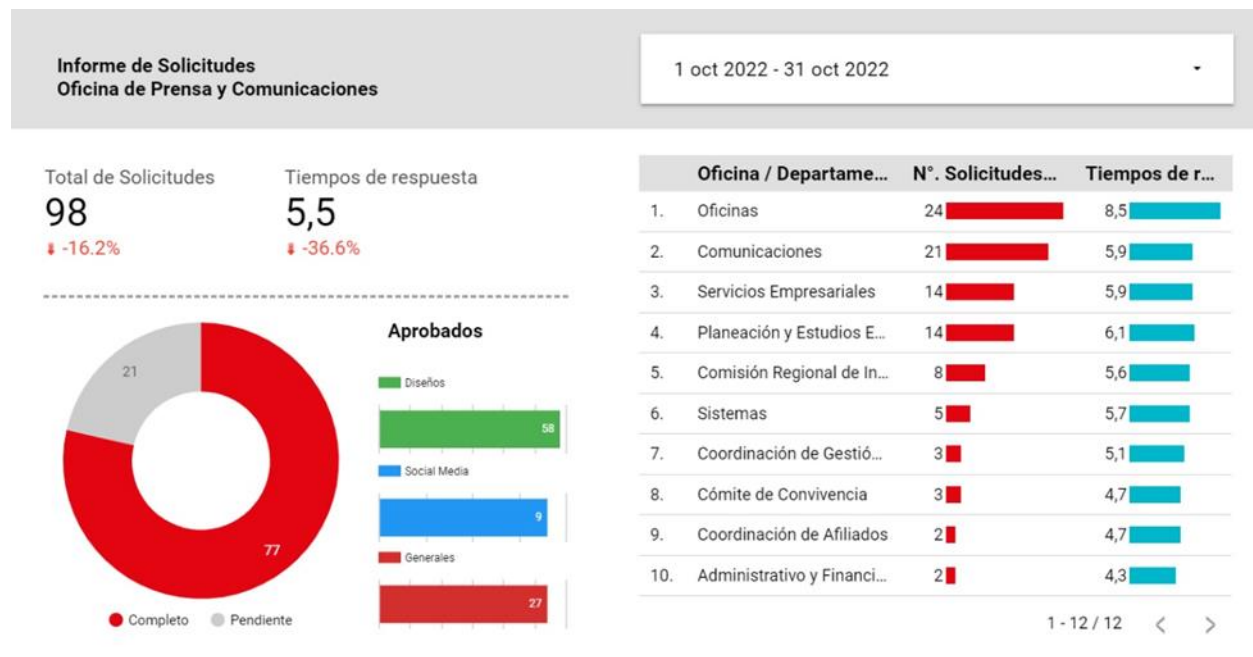 Informe de Solicitudes
Oficina de Prensa y Comunicaciones
1 oct 2022 - 31 oct 2022
Total de Solicitudes
98
-16.2%
Tiempos de respuesta
5,5
-36.6%
21
77
Completo Pendiente
Aprobados
Diseños
58
Social Media
9
Generales
27
Oficina / Departame... N°. Solicitudes... Tiempos de r...
1. Oficinas 24 8,5
2. Comunicaciones 21 5,9
3. Servicios Empresariales 14 5,9
4. Planeación y Estudios E... 14 6,1
5. Comisión Regional de In... 8 5,6
6. Sistemas 5 5,7
7. Coordinación de Gestió... 3 5,1
8. Cómite de Convivencia 3 4,7
9. Coordinación de Afiliados 2 4,7
10. Administrativo y Financi... 2 4,3
1 - 12 / 12